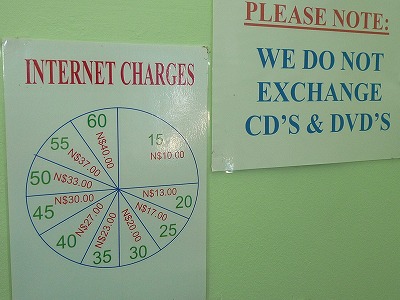 INTERNET CHARGES
15
N$10.00
N$13.00
20
N$17.00
25
N$20.00
30
N$23.00
35
N$27.00
40
N$30.00
45
N$33.00
50
N$37.00
55
N$40.00
60
PLEASE NOTE:
WE DO NOT
EXCHANGE
CD'S & DVD'S